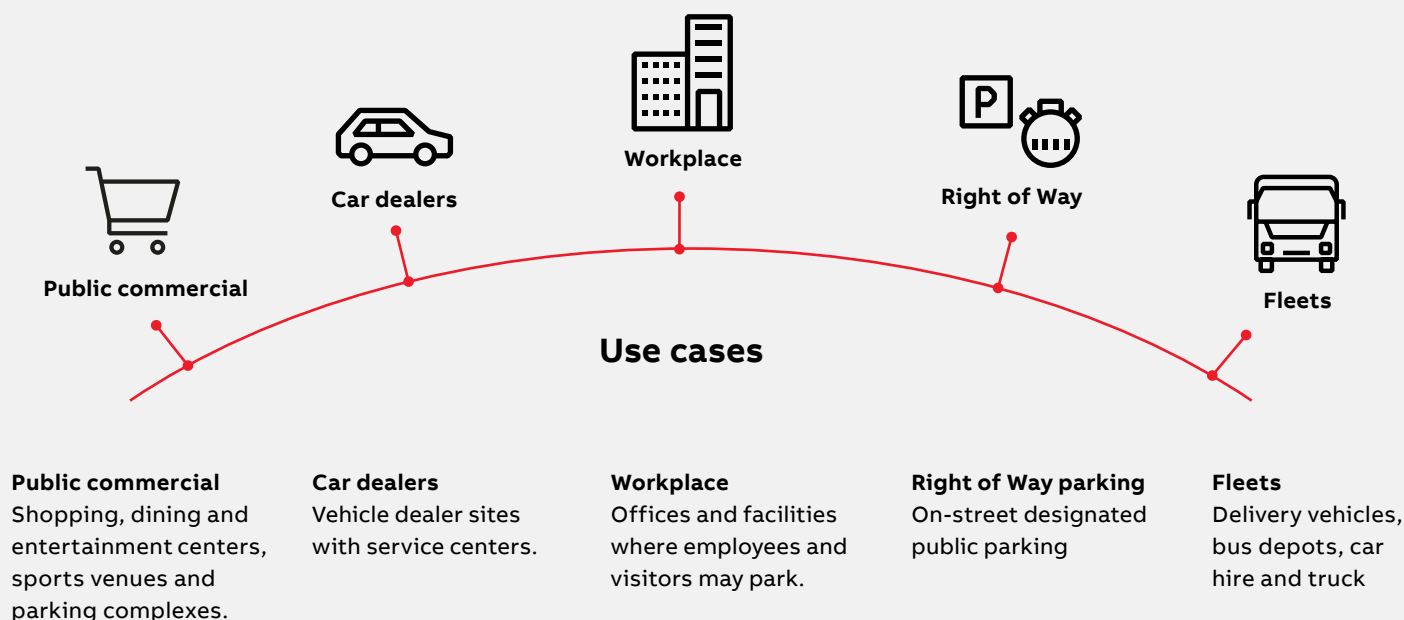 P
Workplace
Car dealers
Right of Way
Public commercial
Fleets
Use cases
Public commercial
Shopping, dining and
entertainment centers,
sports venues and
parking complexes.
Car dealers
Vehicle dealer sites
with service centers.
Workplace
Offices and facilities
where employees and
visitors may park.
Right of Way parking
On-street designated
public parking
Fleets
Delivery vehicles,
bus depots, car
hire and truck